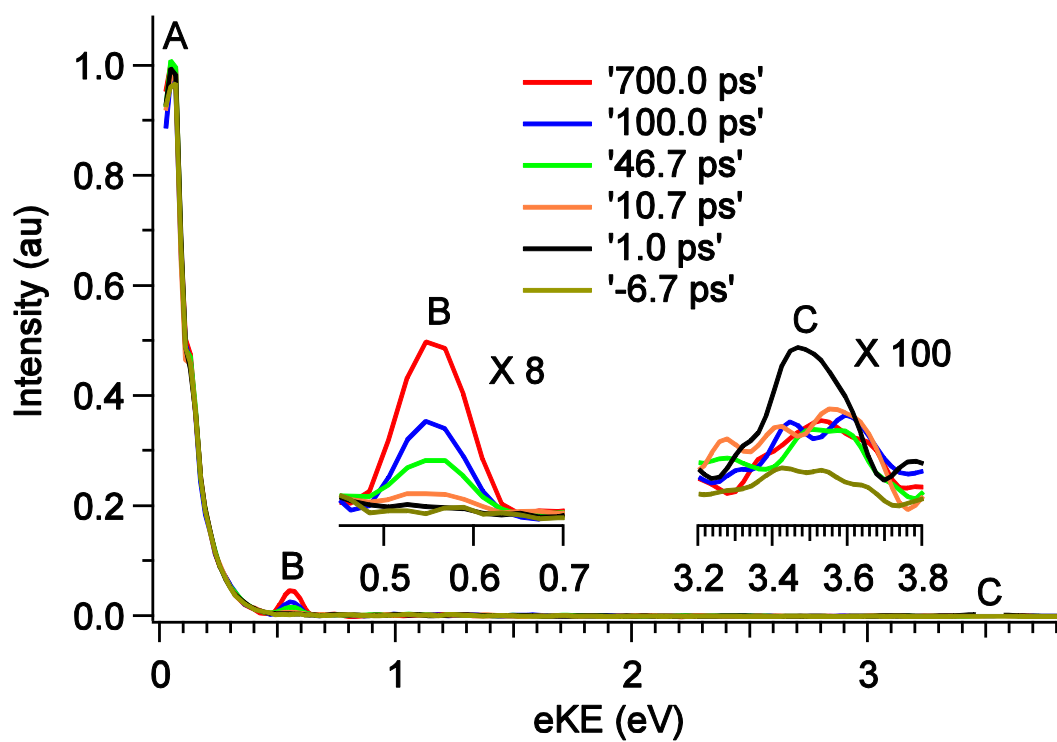 A
1.0
0.8
0.6
0.4
0.2
0.0
Intensity (au)
'700.0 ps'
'100.0 ps'
'46.7 ps'
'10.7 ps'
'1.0 ps'
'-6.7 ps'
B
X 8
C
X 100
0.5 0.6 0.7
3.2 3.4 3.6 3.8
B
C
0 1 2 3
eKE (eV)